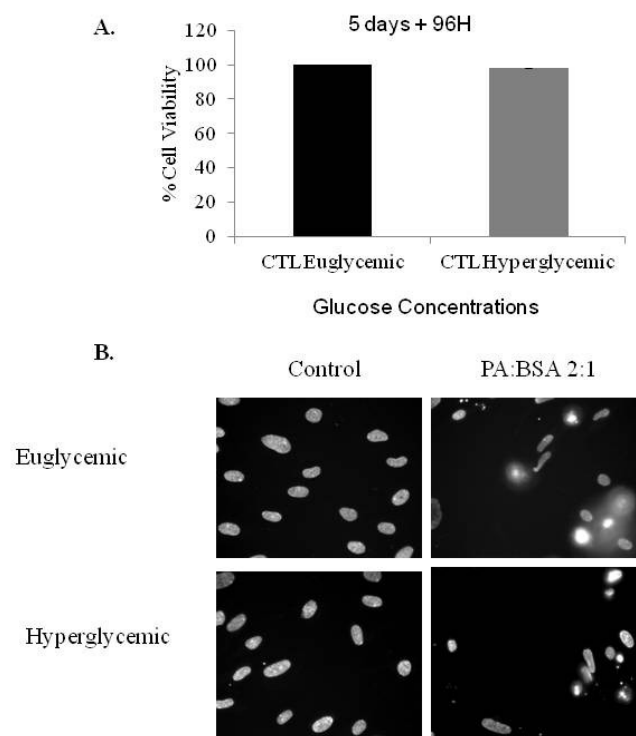 A.
5 days + 96H
% Cell Viability
120
100
80
60
40
20
0
CTL Euglycemic CTL Hyperglycemic
Glucose Concentrations
B.
Control PA:BSA 2:1
Euglycemic
Hyperglycemic